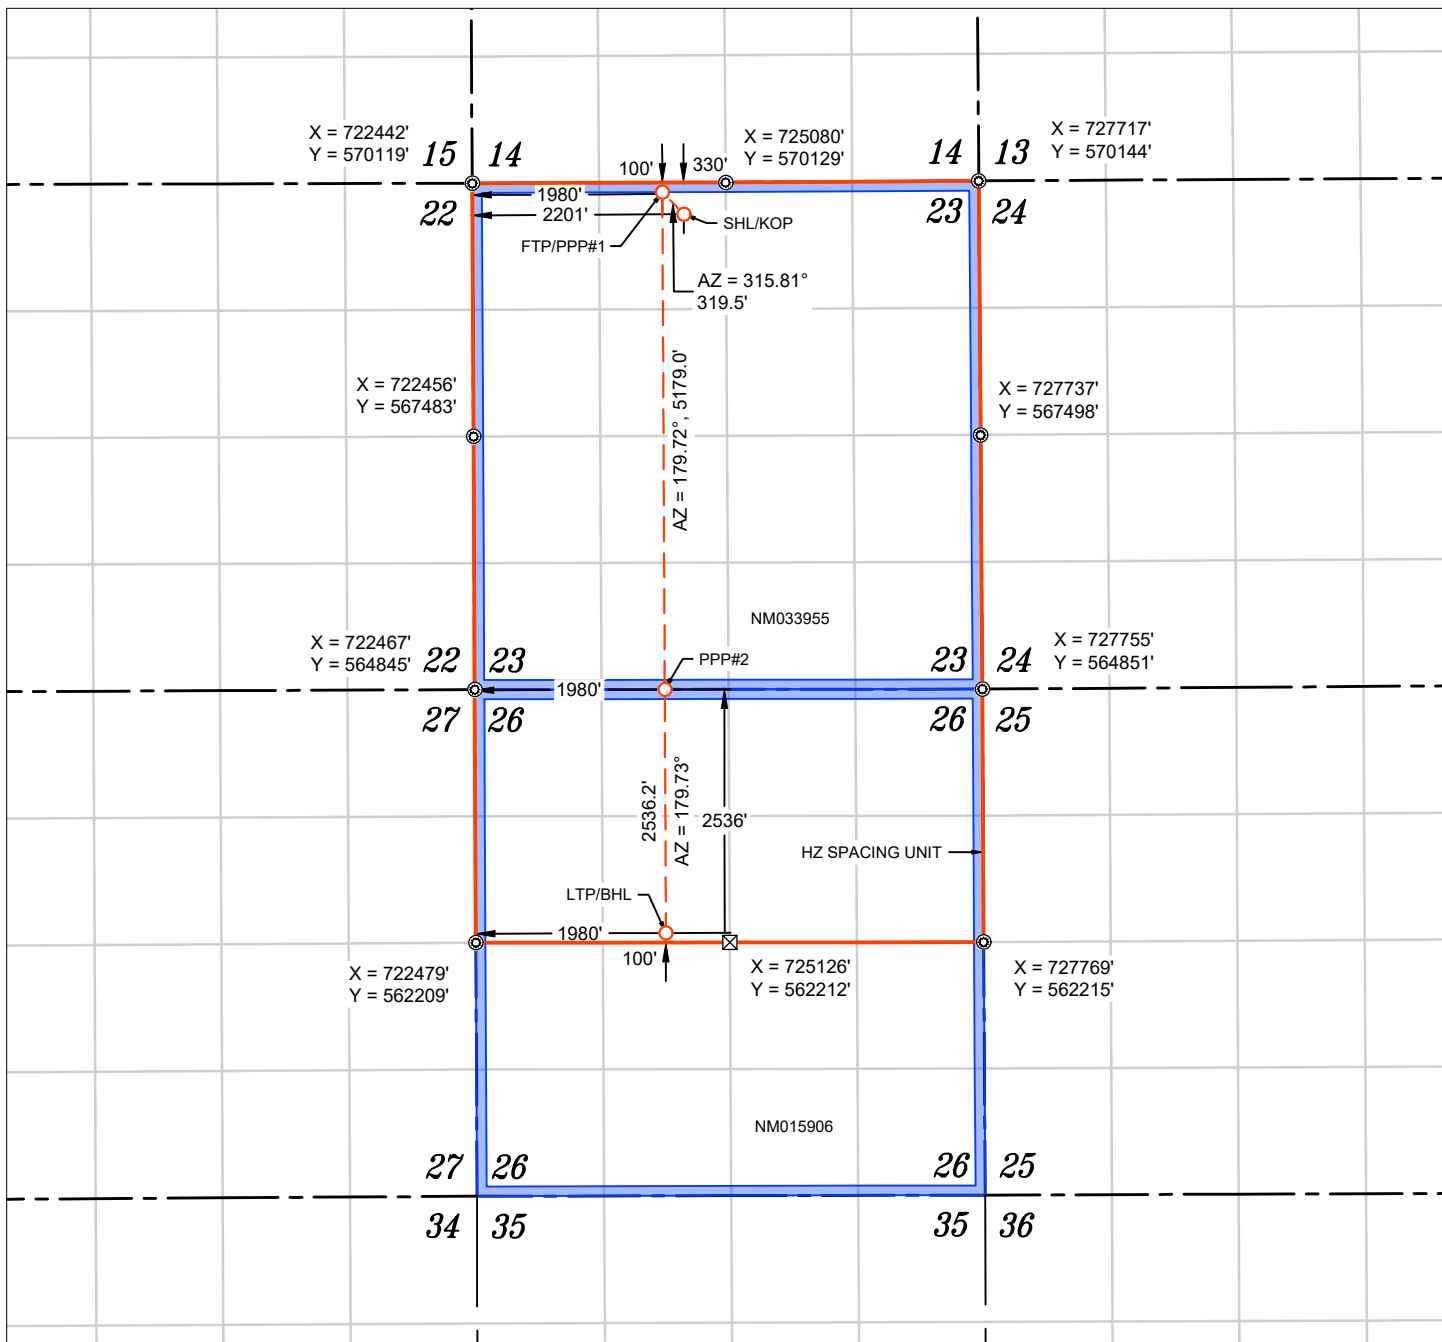 X = 722442'
Y = 570119'
15
14
100'
330'
X = 725080'
Y = 570129'
14
13
X = 727717'
Y = 570144'
22
1980'
2201'
FTP/PPP#1
SHL/KOP
23
24
AZ = 315.81°
319.5'
X = 722456'
Y = 567483'
AZ = 179.72°, 5179.0'
X = 727737'
Y = 567498'
NM033955
X = 722467'
Y = 564845'
22
23
PPP#2
23
24
X = 727755'
Y = 564851'
1980'
27
26
26
25
2536.2'
AZ = 179.73°
2536'
HZ SPACING UNIT
LTP/BHL
1980'
100'
X = 722479'
Y = 562209'
X = 725126'
Y = 562212'
X = 727769'
Y = 562215'
NM015906
27
26
26
25
34
35
35
36